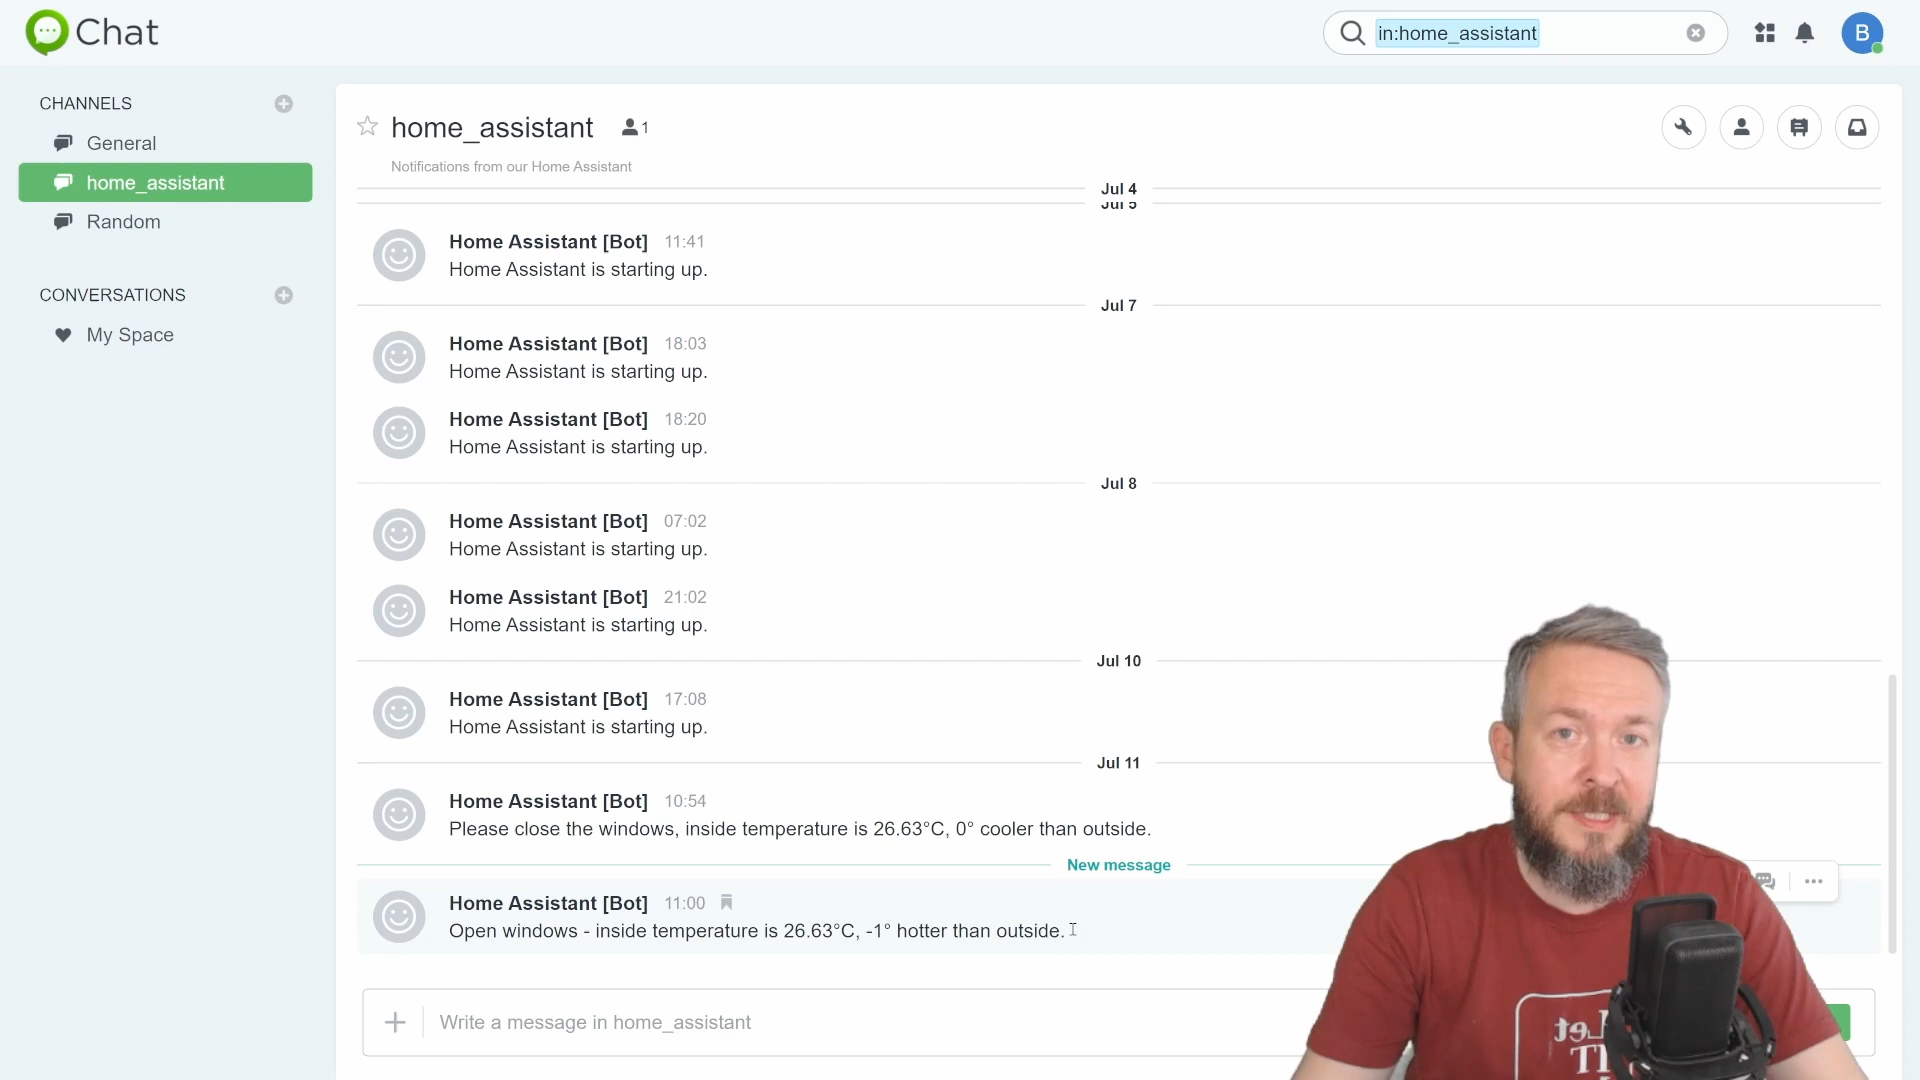 Chat
in:home_assistant
B
CHANNELS
General
home_assistant
Random
CONVERSATIONS
My Space
home_assistant
1
Notifications from our Home Assistant
Jul 4
Jul 5
Home Assistant [Bot] 11:41
Home Assistant is starting up.
Jul 7
Home Assistant [Bot] 18:03
Home Assistant is starting up.
Home Assistant [Bot] 18:20
Home Assistant is starting up.
Jul 8
Home Assistant [Bot] 07:02
Home Assistant is starting up.
Home Assistant [Bot] 21:02
Home Assistant is starting up.
Jul 10
Home Assistant [Bot] 17:08
Home Assistant is starting up.
Jul 11
Home Assistant [Bot] 10:54
Please close the windows, inside temperature is 26.63°C, 0° cooler than outside.
New message
Home Assistant [Bot] 11:00
Open windows - inside temperature is 26.63°C, -1° hotter than outside.
Write a message in home_assistant